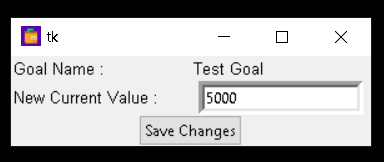 tk
Goal Name : Test Goal
New Current Value : 5000
Save Changes